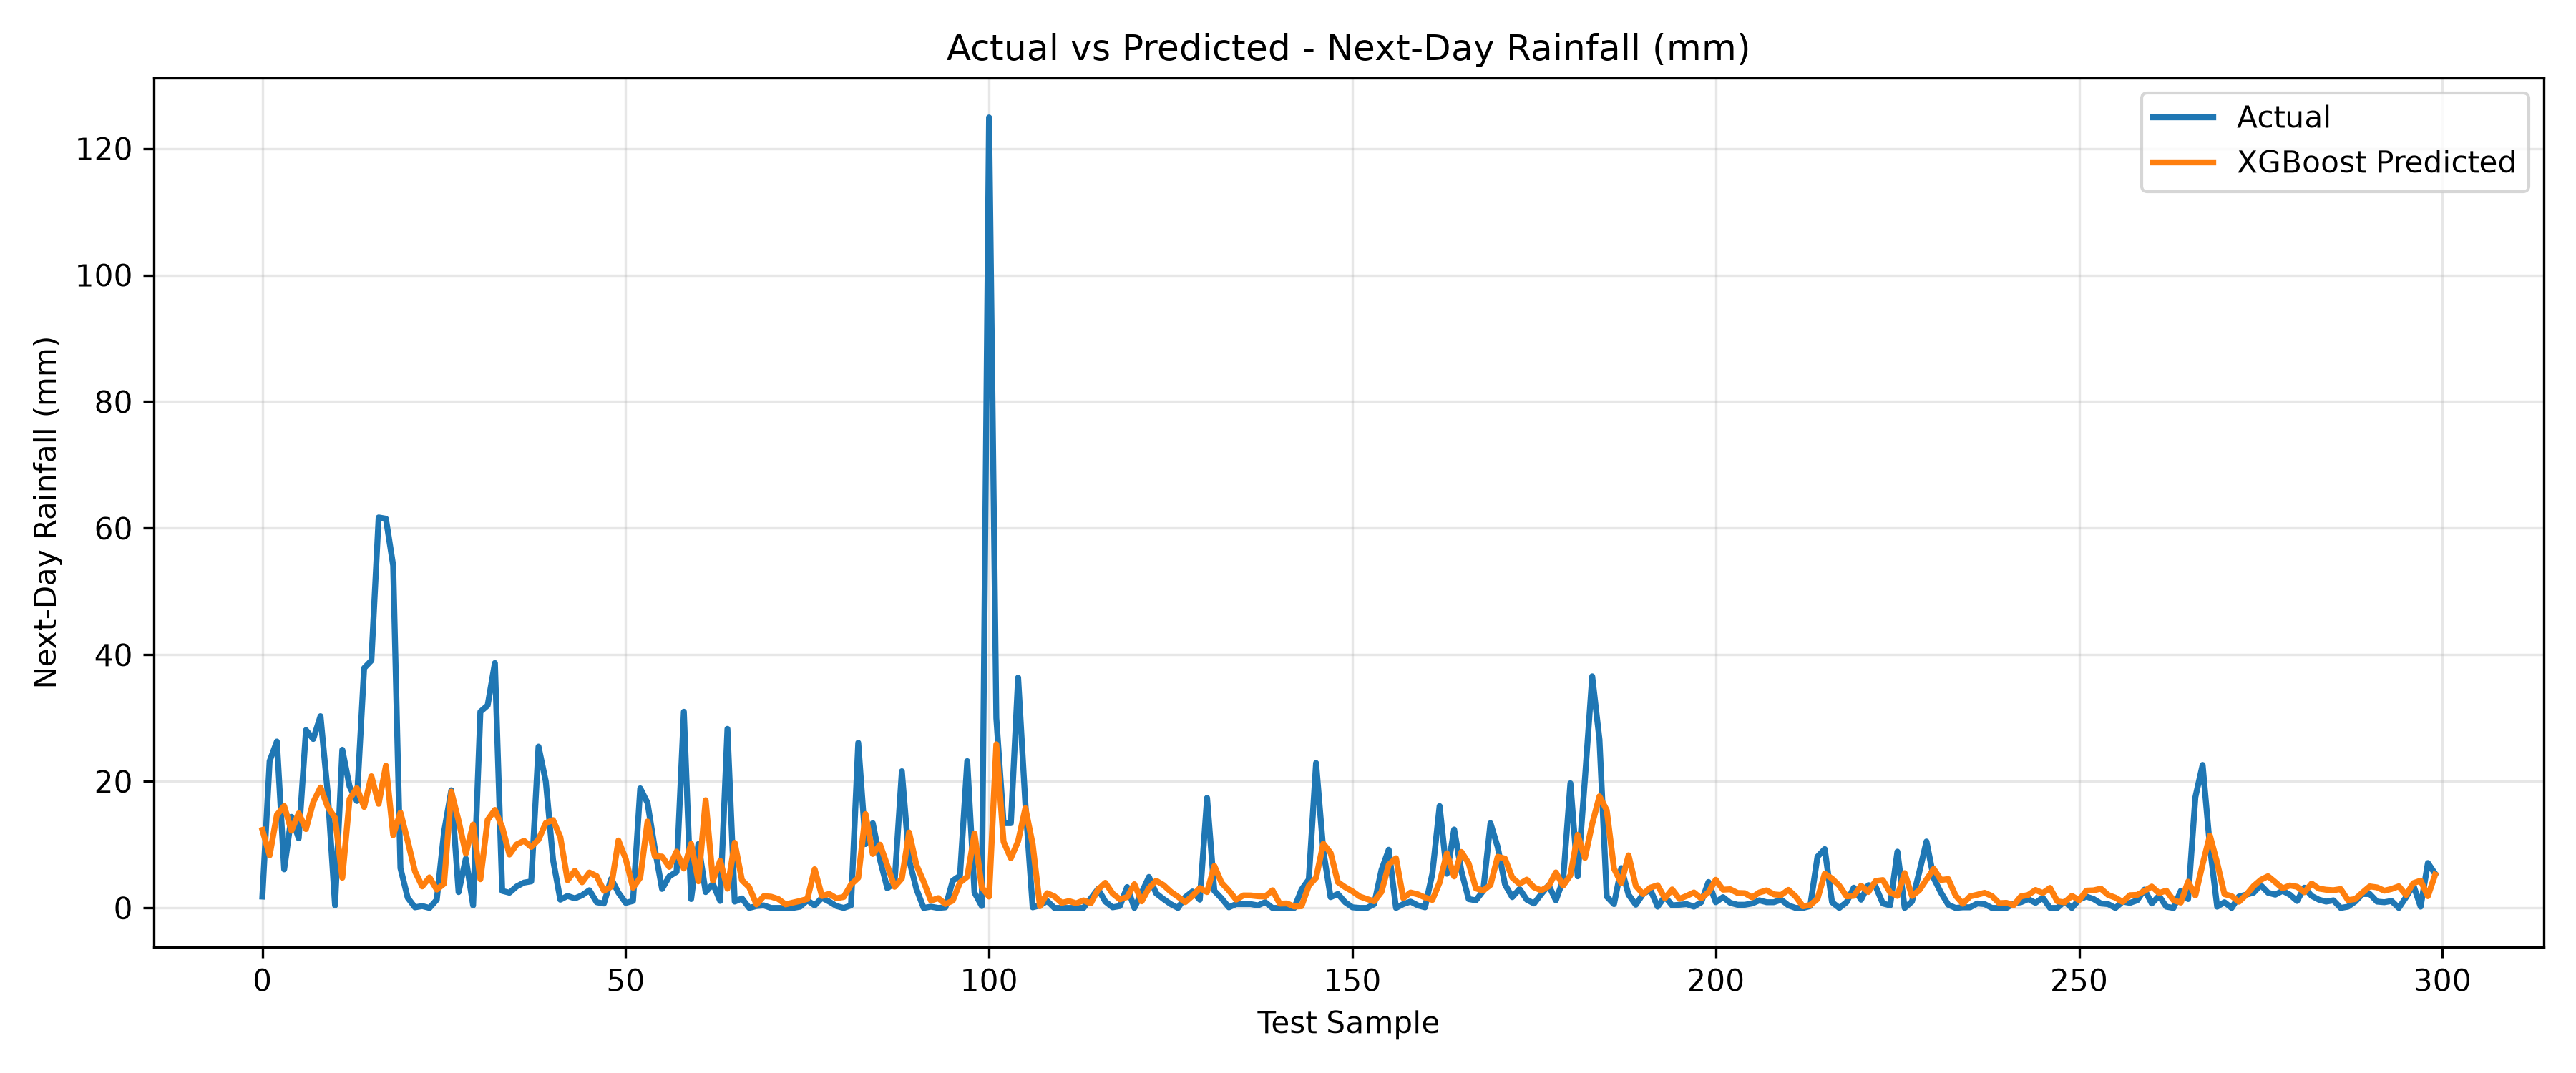 Actual vs Predicted - Next-Day Rainfall (mm)
Actual
XGBoost Predicted
Next-Day Rainfall (mm)
120
100
80
60
40
20
0
0 50 100 150 200 250 300
Test Sample